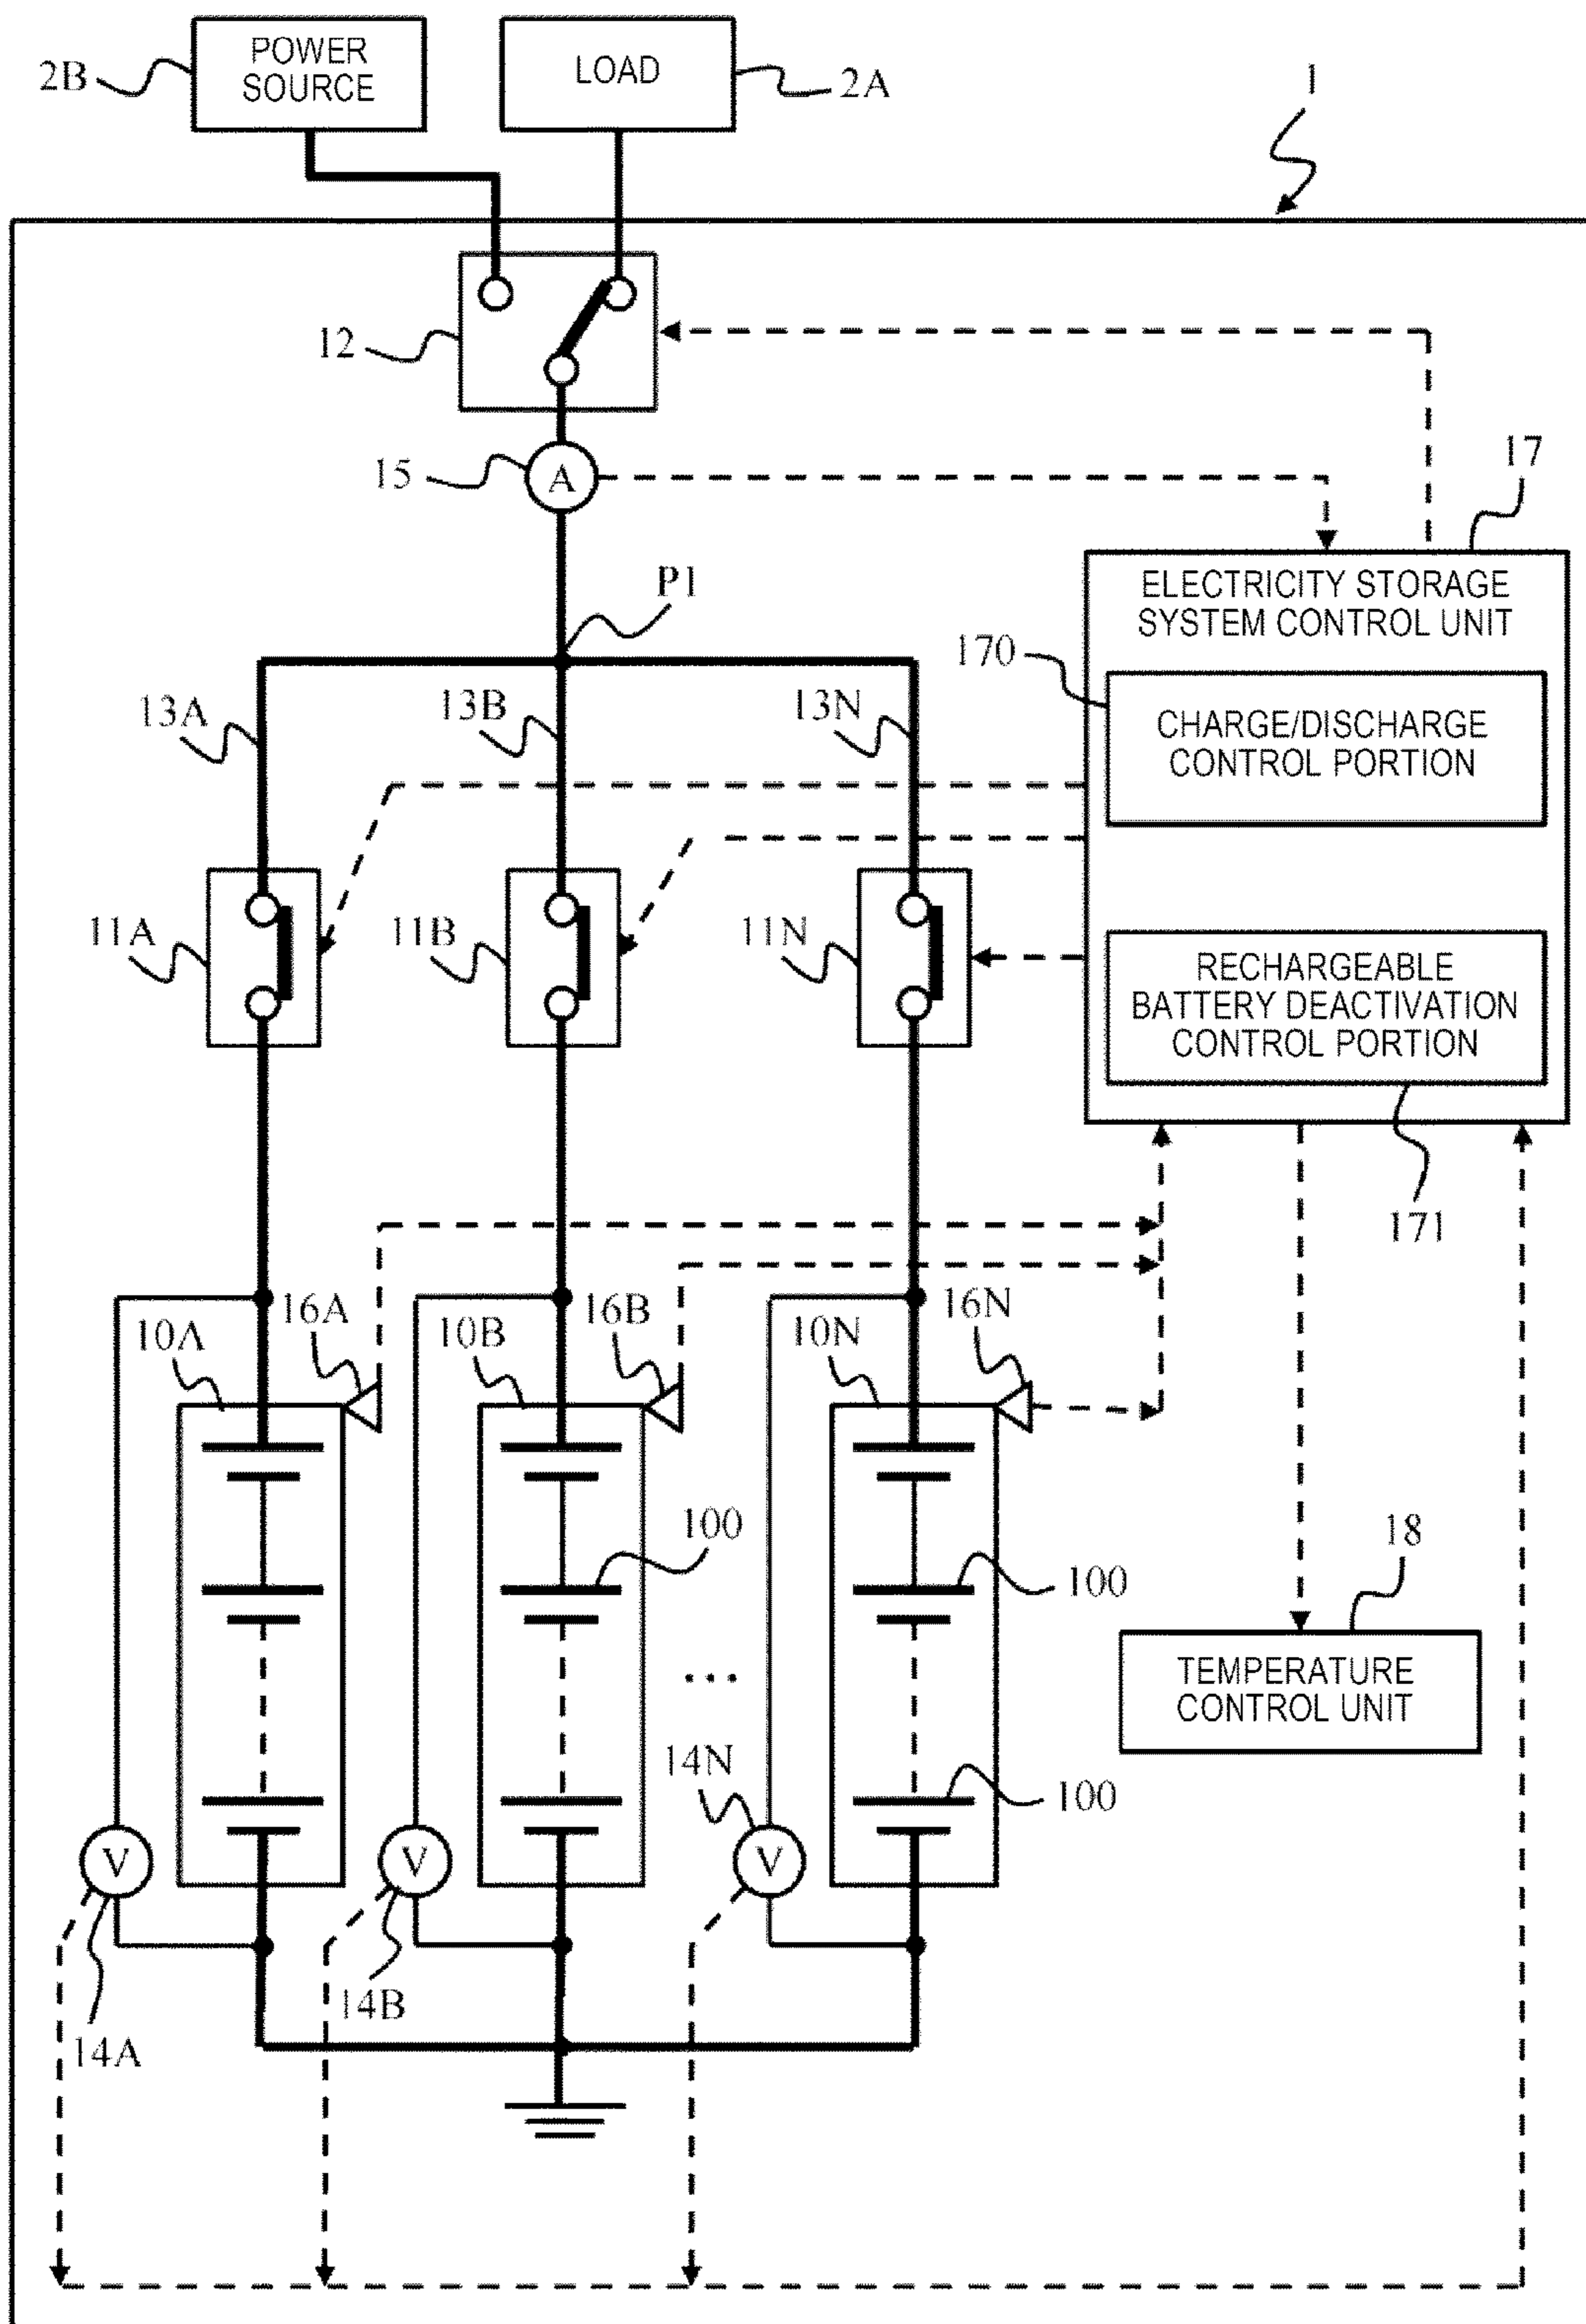 POWER
SOURCE
2B
LOAD
2A
1
12
15
A
17
P1
ELECTRICITY STORAGE
SYSTEM CONTROL UNIT
170
13A
13B
13N
CHARGE/DISCHARGE
CONTROL PORTION
11A
11B
11N
RECHARGEABLE
BATTERY DEACTIVATION
CONTROL PORTION
171
10A
16A
10B
16B
10N
16N
100
100
18
TEMPERATURE
CONTROL UNIT
...
14N
100
V
V
V
14A
14B